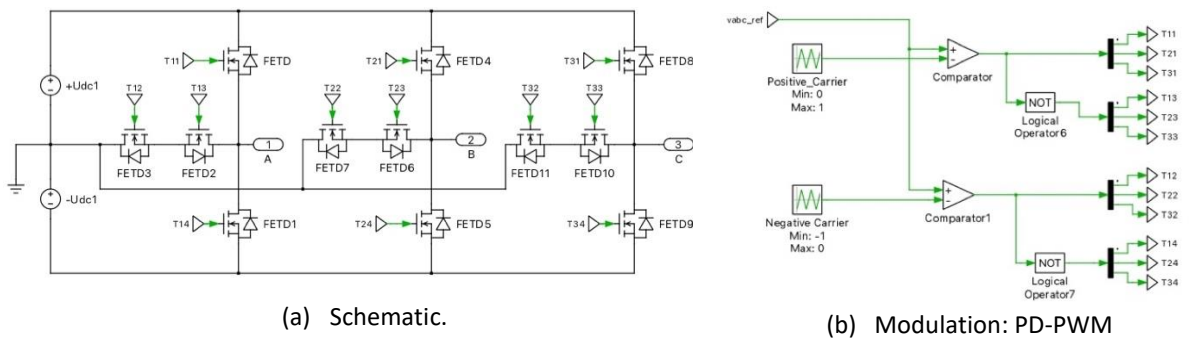 T11
FETD
T21
FETD4
T31
FETD8
+Udc1
T12
T13
T22
T23
T32
T33
1
A
2
B
3
C
FETD3
FETD2
FETD7
FETD6
FETD11
FETD10
-Udc1
T14
FETD1
T24
FETD5
T34
FETD9
(a) Schematic.
vabc_ref
+
-
Comparator
Positive_Carrier
Min: 0
Max: 1
T11
T21
T31
NOT
Logical
Operator6
T13
T23
T33
+
-
Comparator1
Negative Carrier
Min: -1
Max: 0
T12
T22
T32
NOT
Logical
Operator7
T14
T24
T34
(b) Modulation: PD-PWM